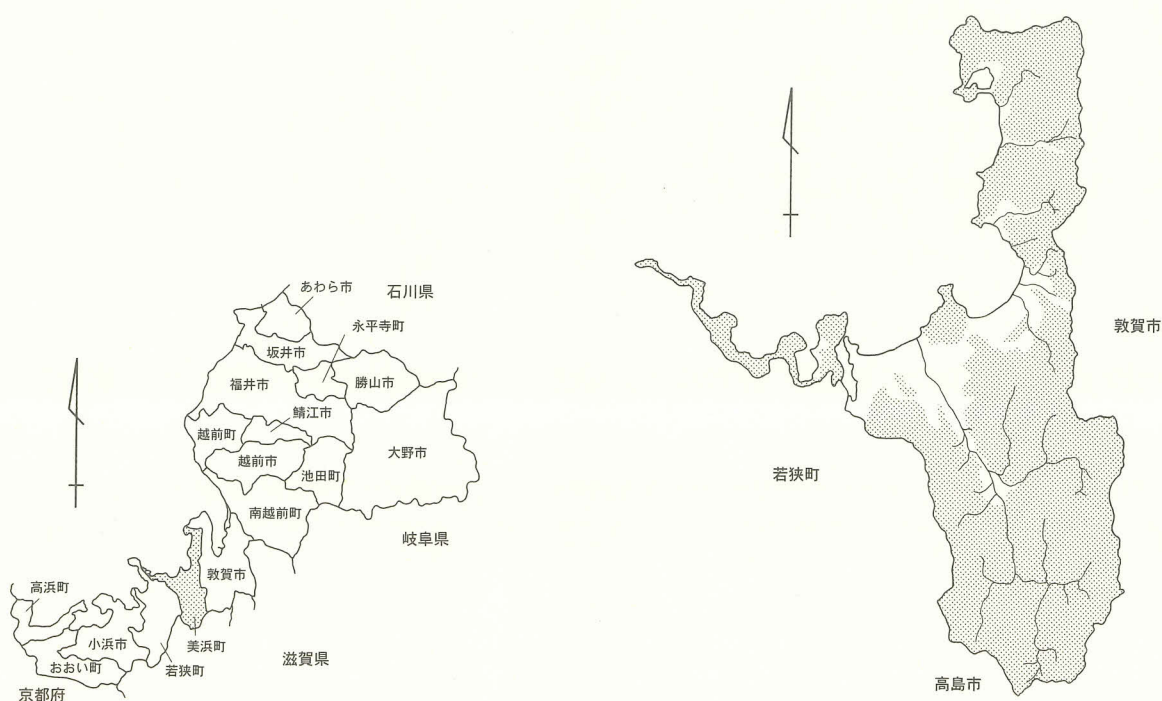 あわら市
石川県
永平寺町
坂井市
福井市
勝山市
鯖江市
越前町
越前市
大野市
池田町
南越前町
岐阜県
敦賀市
高浜町
小浜市
美浜町
おおい町
若狭町
滋賀県
京都府
敦賀市
若狭町
高島市